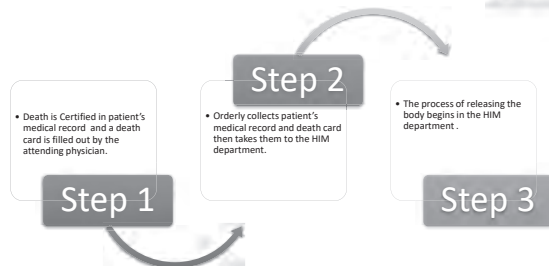 • Death is Certified in patient's
medical record and a death
card is filled out by the
attending physician.
Step 1
Step 2
• Orderly collects patient's
medical record and death card
then takes them to the HIM
department.
• The process of releasing the
body begins in the HIM
department .
Step 3